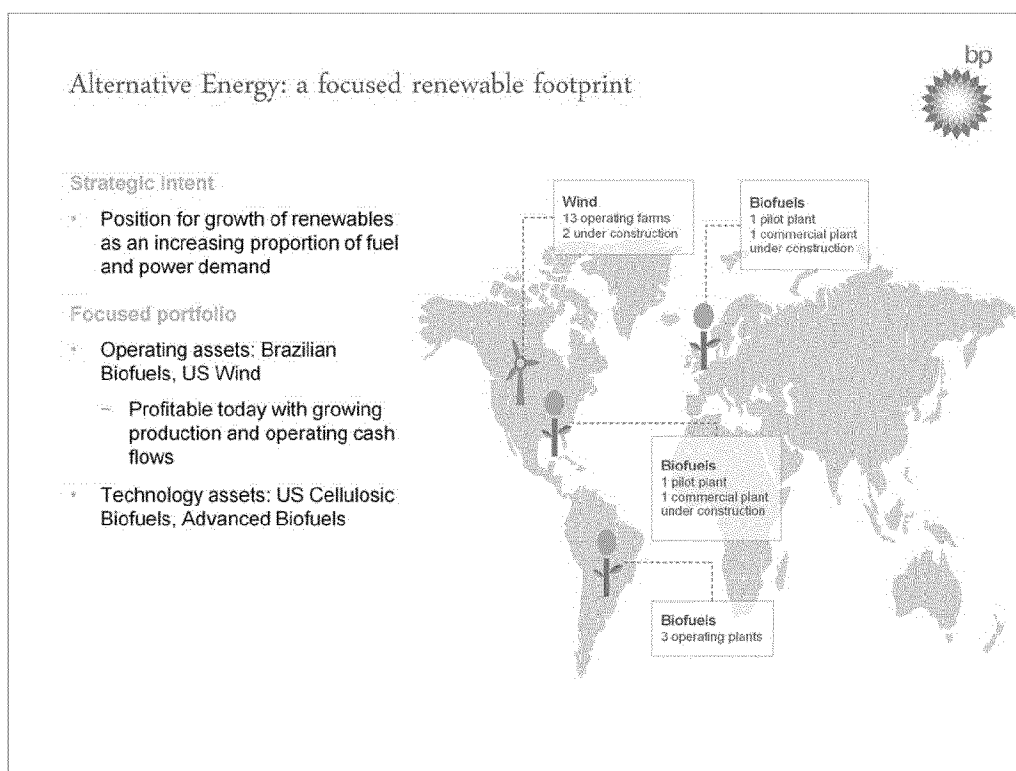 bp
Alternative Energy: a focused renewable footprint
Strategic intent
• Position for growth of renewables
as an increasing proportion of fuel
and power demand
Focused portfolio
• Operating assets: Brazilian
Biofuels, US Wind
– Profitable today with growing
production and operating cash
flows
• Technology assets: US Cellulosic
Biofuels, Advanced Biofuels
Wind
13 operating farms
2 under construction
Biofuels
1 pilot plant
1 commercial plant
under construction
Biofuels
1 pilot plant
1 commercial plant
under construction
Biofuels
3 operating plants